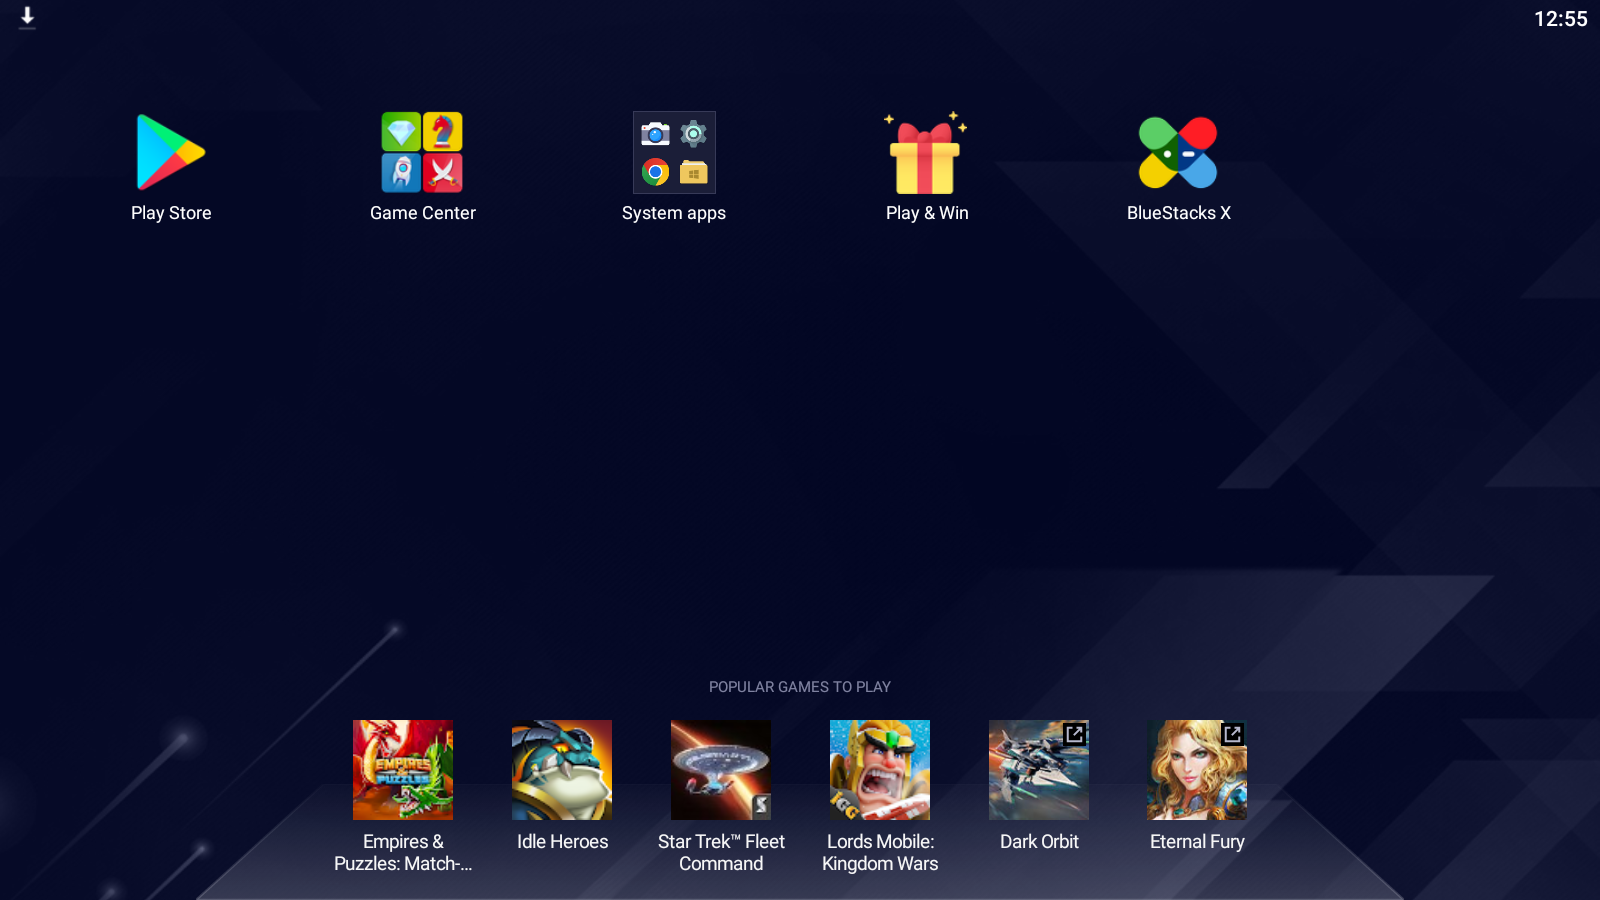 12:55
Play Store
Game Center
System apps
Play & Win
BlueStacks X
POPULAR GAMES TO PLAY
EMPIRES
&
PUZZLES
IGG
Empires &
Puzzles: Match-...
Idle Heroes
Star Trek™ Fleet
Command
Lords Mobile:
Kingdom Wars
Dark Orbit
Eternal Fury